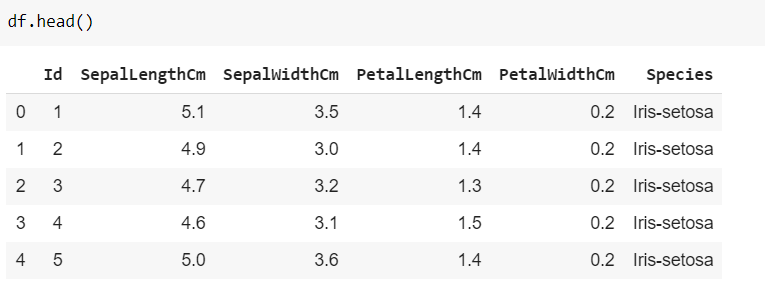 df.head()
Id SepalLengthCm SepalWidthCm PetalLengthCm PetalWidthCm Species
0 1 5.1 3.5 1.4 0.2 Iris-setosa
1 2 4.9 3.0 1.4 0.2 Iris-setosa
2 3 4.7 3.2 1.3 0.2 Iris-setosa
3 4 4.6 3.1 1.5 0.2 Iris-setosa
4 5 5.0 3.6 1.4 0.2 Iris-setosa